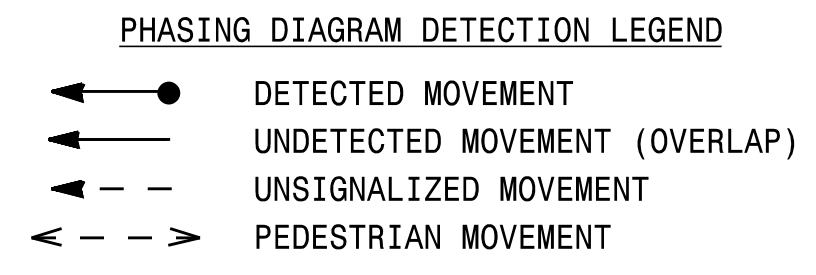 PHASING DIAGRAM DETECTION LEGEND
DETECTED MOVEMENT
UNDETECTED MOVEMENT (OVERLAP)
UNSIGNALIZED MOVEMENT
PEDESTRIAN MOVEMENT